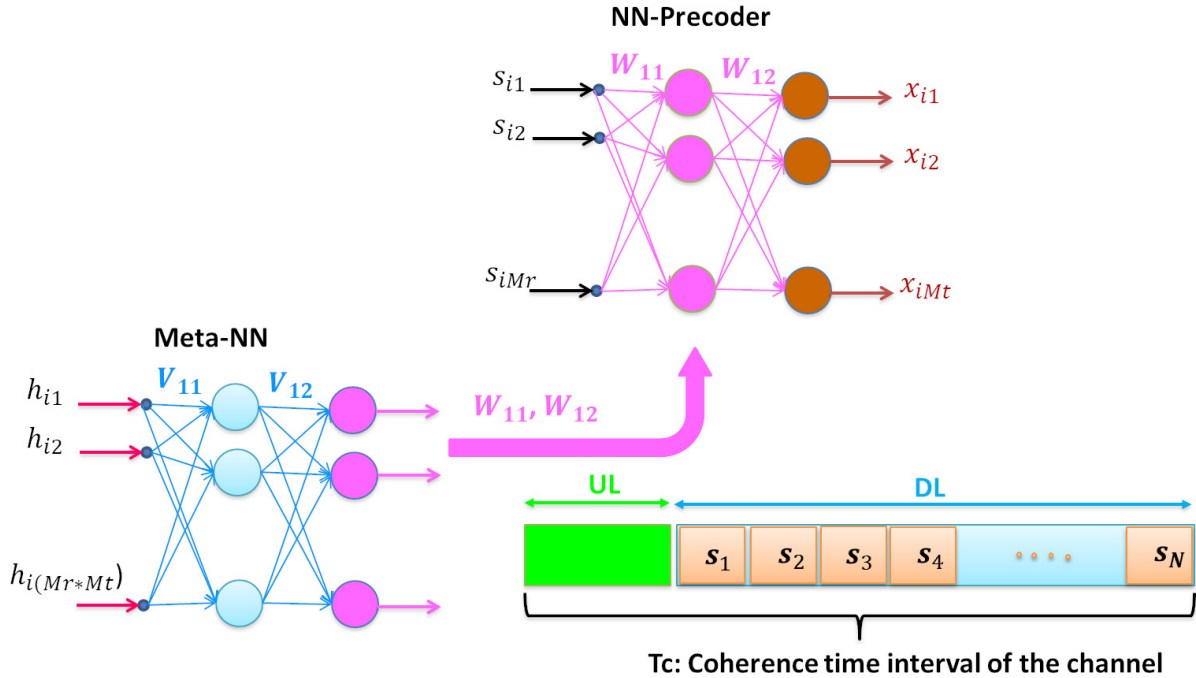 NN-Precoder
s_{i1} W_{11} W_{12} x_{i1}
s_{i2} x_{i2}
s_{iMr} x_{iMt}
Meta-NN
h_{i1} V_{11} V_{12}
W_{11}, W_{12}
h_{i2}
UL DL
h_{i(Mr*Mt)}
s_1 s_2 s_3 s_4 .... s_N
Tc: Coherence time interval of the channel